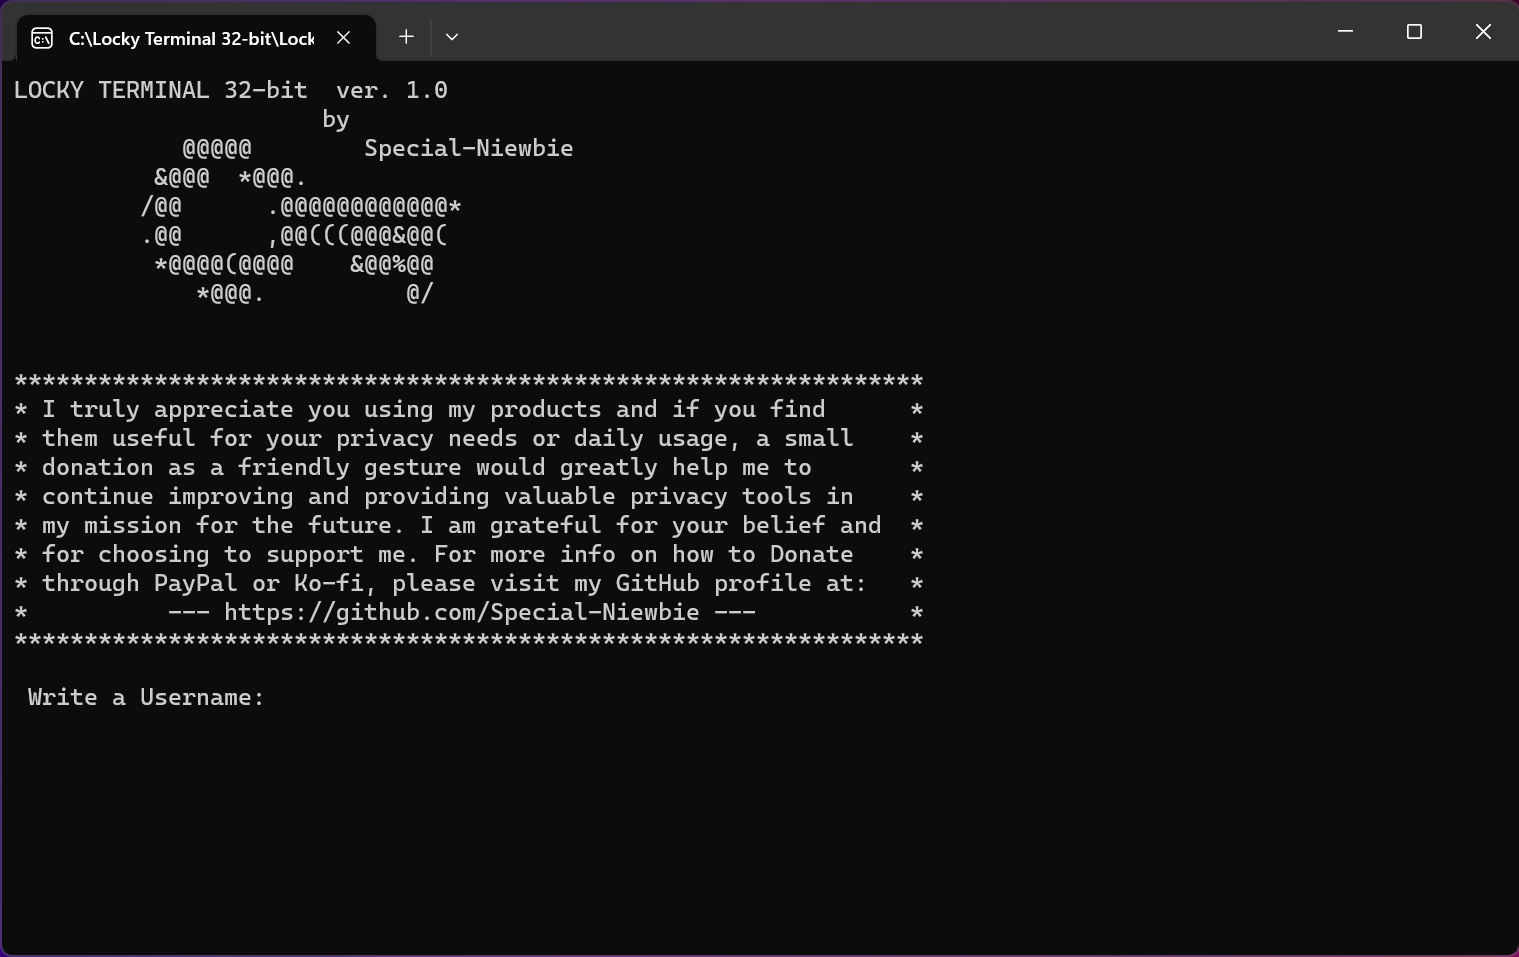 C:\Locky Terminal 32-bit\Lock
LOCKY TERMINAL 32-bit  ver. 1.0
                      by
            @@@@@        Special-Niewbie
          &@@@  *@@@.
         /@@      .@@@@@@@@@@@@*
         .@@      ,@@(((@@@&@@(
          *@@@@(@@@@    &@@%@@
             *@@@.          @/
*****************************************************************
* I truly appreciate you using my products and if you find      *
* them useful for your privacy needs or daily usage, a small    *
* donation as a friendly gesture would greatly help me to       *
* continue improving and providing valuable privacy tools in    *
* my mission for the future. I am grateful for your belief and  *
* for choosing to support me. For more info on how to Donate    *
* through PayPal or Ko-fi, please visit my GitHub profile at:   *
*          --- https://github.com/Special-Niewbie ---           *
*****************************************************************
 Write a Username: